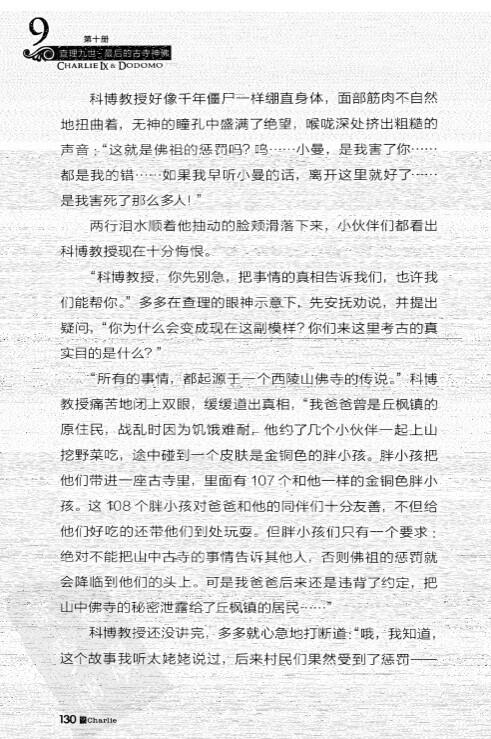 9
第十册
查理九世·最后的古寺神佛
CHARLIE IX & DODOMO
科博教授好像千年僵尸一样绷直身体，面部筋肉不自然
地扭曲着，无神的瞳孔中盛满了绝望，喉咙深处挤出粗糙的
声音：“这就是佛祖的惩罚吗？呜……小曼，是我害了你……
都是我的错……如果我早听小曼的话，离开这里就好了……
是我害死了那么多人！”
两行泪水顺着他抽动的脸颊滑落下来，小伙伴们都看出
科博教授现在十分悔恨。
“科博教授，你先别急，把事情的真相告诉我们，也许我
们能帮你。”多多在查理的眼神示意下，先安抚劝说，并提出
疑问，“你为什么会变成现在这副模样？你们来这里考古的真
实目的是什么？”
“所有的事情，都起源于一个西陵山佛寺的传说。”科博
教授痛苦地闭上双眼，缓缓道出真相，“我爸爸曾是丘枫镇的
原住民，战乱时因为饥饿难耐，他约了几个小伙伴一起上山
挖野菜吃，途中碰到一个皮肤是金铜色的胖小孩。胖小孩把
他们带进一座古寺里，里面有 107 个和他一样的金铜色胖小
孩。这 108 个胖小孩对爸爸和他的同伴们十分友善，不但给
他们好吃的还带他们到处玩耍。但胖小孩们只有一个要求：
绝对不能把山中古寺的事情告诉其他人，否则佛祖的惩罚就
会降临到他们的头上。可是我爸爸后来还是违背了约定，把
山中佛寺的秘密泄露给了丘枫镇的居民……”
科博教授还没讲完，多多就心急地打断道：“哦，我知道，
这个故事我听太姥姥说过，后来村民们果然受到了惩罚——
130 Charlie